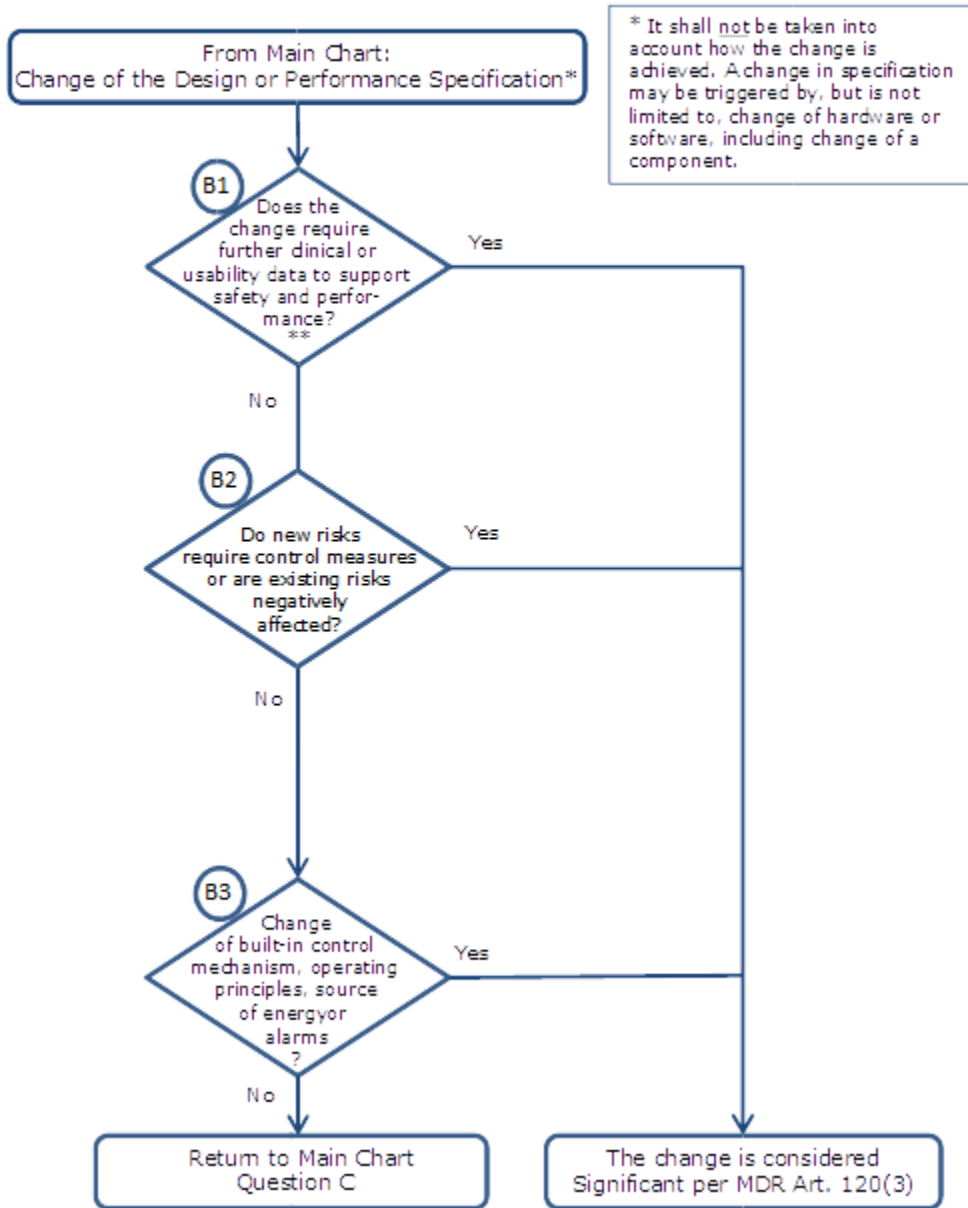 From Main Chart:
Change of the Design or Performance Specification*
* It shall not be taken into
account how the change is
achieved. A change in specification
may be triggered by, but is not
limited to, change of hardware or
software, including change of a
component.
B1
Does the
change require
further clinical or
usability data to support
safety and perfor-
mance?
**
Yes
No
B2
Do new risks
require control measures
or are existing risks
negatively
affected?
Yes
No
B3
Change
of built-in control
mechanism, operating
principles, source
of energyor
alarms
?
Yes
No
Return to Main Chart
Question C
The change is considered
Significant per MDR Art. 120(3)